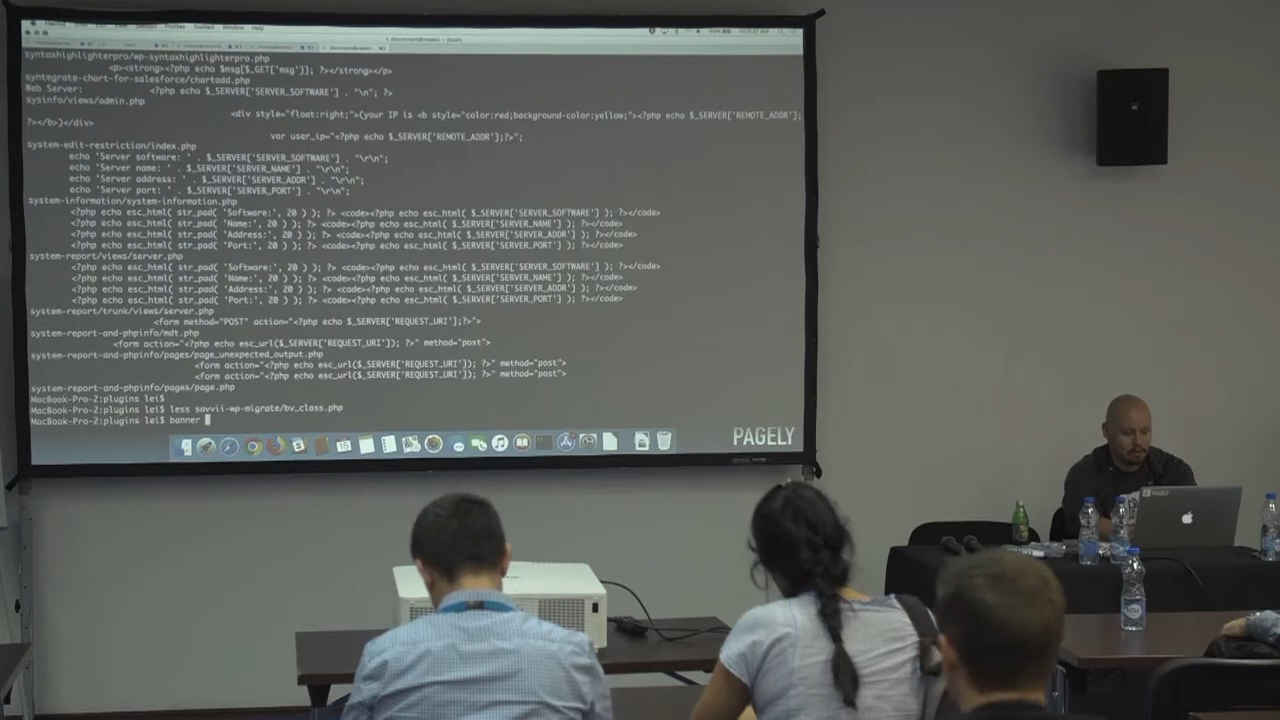 Window Help
Fri 8:27 AM
syntaxhighlighterpro/wp-syntaxhighlighterpro.php
<p><strong><?php echo $msg[$_GET['msg']]; ?></strong></p>
syntegrate-chart-for-salesforce/chartadd.php
Web Server: <?php echo $_SERVER['SERVER_SOFTWARE'] . "\n"; ?>
sysinfo/views/admin.php
<div style="float:right;">(your IP is <b style="color:red;background-color:yellow;"><?php echo $_SERVER['REMOTE_ADDR'];
?></b>)</div>
var user_ip="<?php echo $_SERVER['REMOTE_ADDR'];?>";
system-edit-restriction/index.php
echo 'Server software: ' . $_SERVER['SERVER_SOFTWARE'] . "\r\n";
echo 'Server name: ' . $_SERVER['SERVER_NAME'] . "\r\n";
echo 'Server address: ' . $_SERVER['SERVER_ADDR'] . "\r\n";
echo 'Server port: ' . $_SERVER['SERVER_PORT'] . "\r\n";
system-information/system-information.php
<?php echo esc_html( str_pad( 'Software:', 20 ) ); ?> <code><?php echo esc_html( $_SERVER['SERVER_SOFTWARE'] ); ?></code>
<?php echo esc_html( str_pad( 'Name:', 20 ) ); ?> <code><?php echo esc_html( $_SERVER['SERVER_NAME'] ); ?></code>
<?php echo esc_html( str_pad( 'Address:', 20 ) ); ?> <code><?php echo esc_html( $_SERVER['SERVER_ADDR'] ); ?></code>
<?php echo esc_html( str_pad( 'Port:', 20 ) ); ?> <code><?php echo esc_html( $_SERVER['SERVER_PORT'] ); ?></code>
system-report/views/server.php
<?php echo esc_html( str_pad( 'Software:', 20 ) ); ?> <code><?php echo esc_html( $_SERVER['SERVER_SOFTWARE'] ); ?></code>
<?php echo esc_html( str_pad( 'Name:', 20 ) ); ?> <code><?php echo esc_html( $_SERVER['SERVER_NAME'] ); ?></code>
<?php echo esc_html( str_pad( 'Address:', 20 ) ); ?> <code><?php echo esc_html( $_SERVER['SERVER_ADDR'] ); ?></code>
<?php echo esc_html( str_pad( 'Port:', 20 ) ); ?> <code><?php echo esc_html( $_SERVER['SERVER_PORT'] ); ?></code>
system-report/trunk/views/server.php
<form method="POST" action="<?php echo $_SERVER['REQUEST_URI'];?>">
system-report-and-phpinfo/mdt.php
<form action="<?php echo esc_url($_SERVER['REQUEST_URI']); ?>" method="post">
system-report-and-phpinfo/pages/page_unexpected_output.php
<form action="<?php echo esc_url($_SERVER['REQUEST_URI']); ?>" method="post">
<form action="<?php echo esc_url($_SERVER['REQUEST_URI']); ?>" method="post">
system-report-and-phpinfo/pages/page.php
MacBook-Pro-2:plugins lei$
MacBook-Pro-2:plugins lei$ less savvii-wp-migrate/bv_class.php
MacBook-Pro-2:plugins lei$ banner
PAGELY
PAGELY